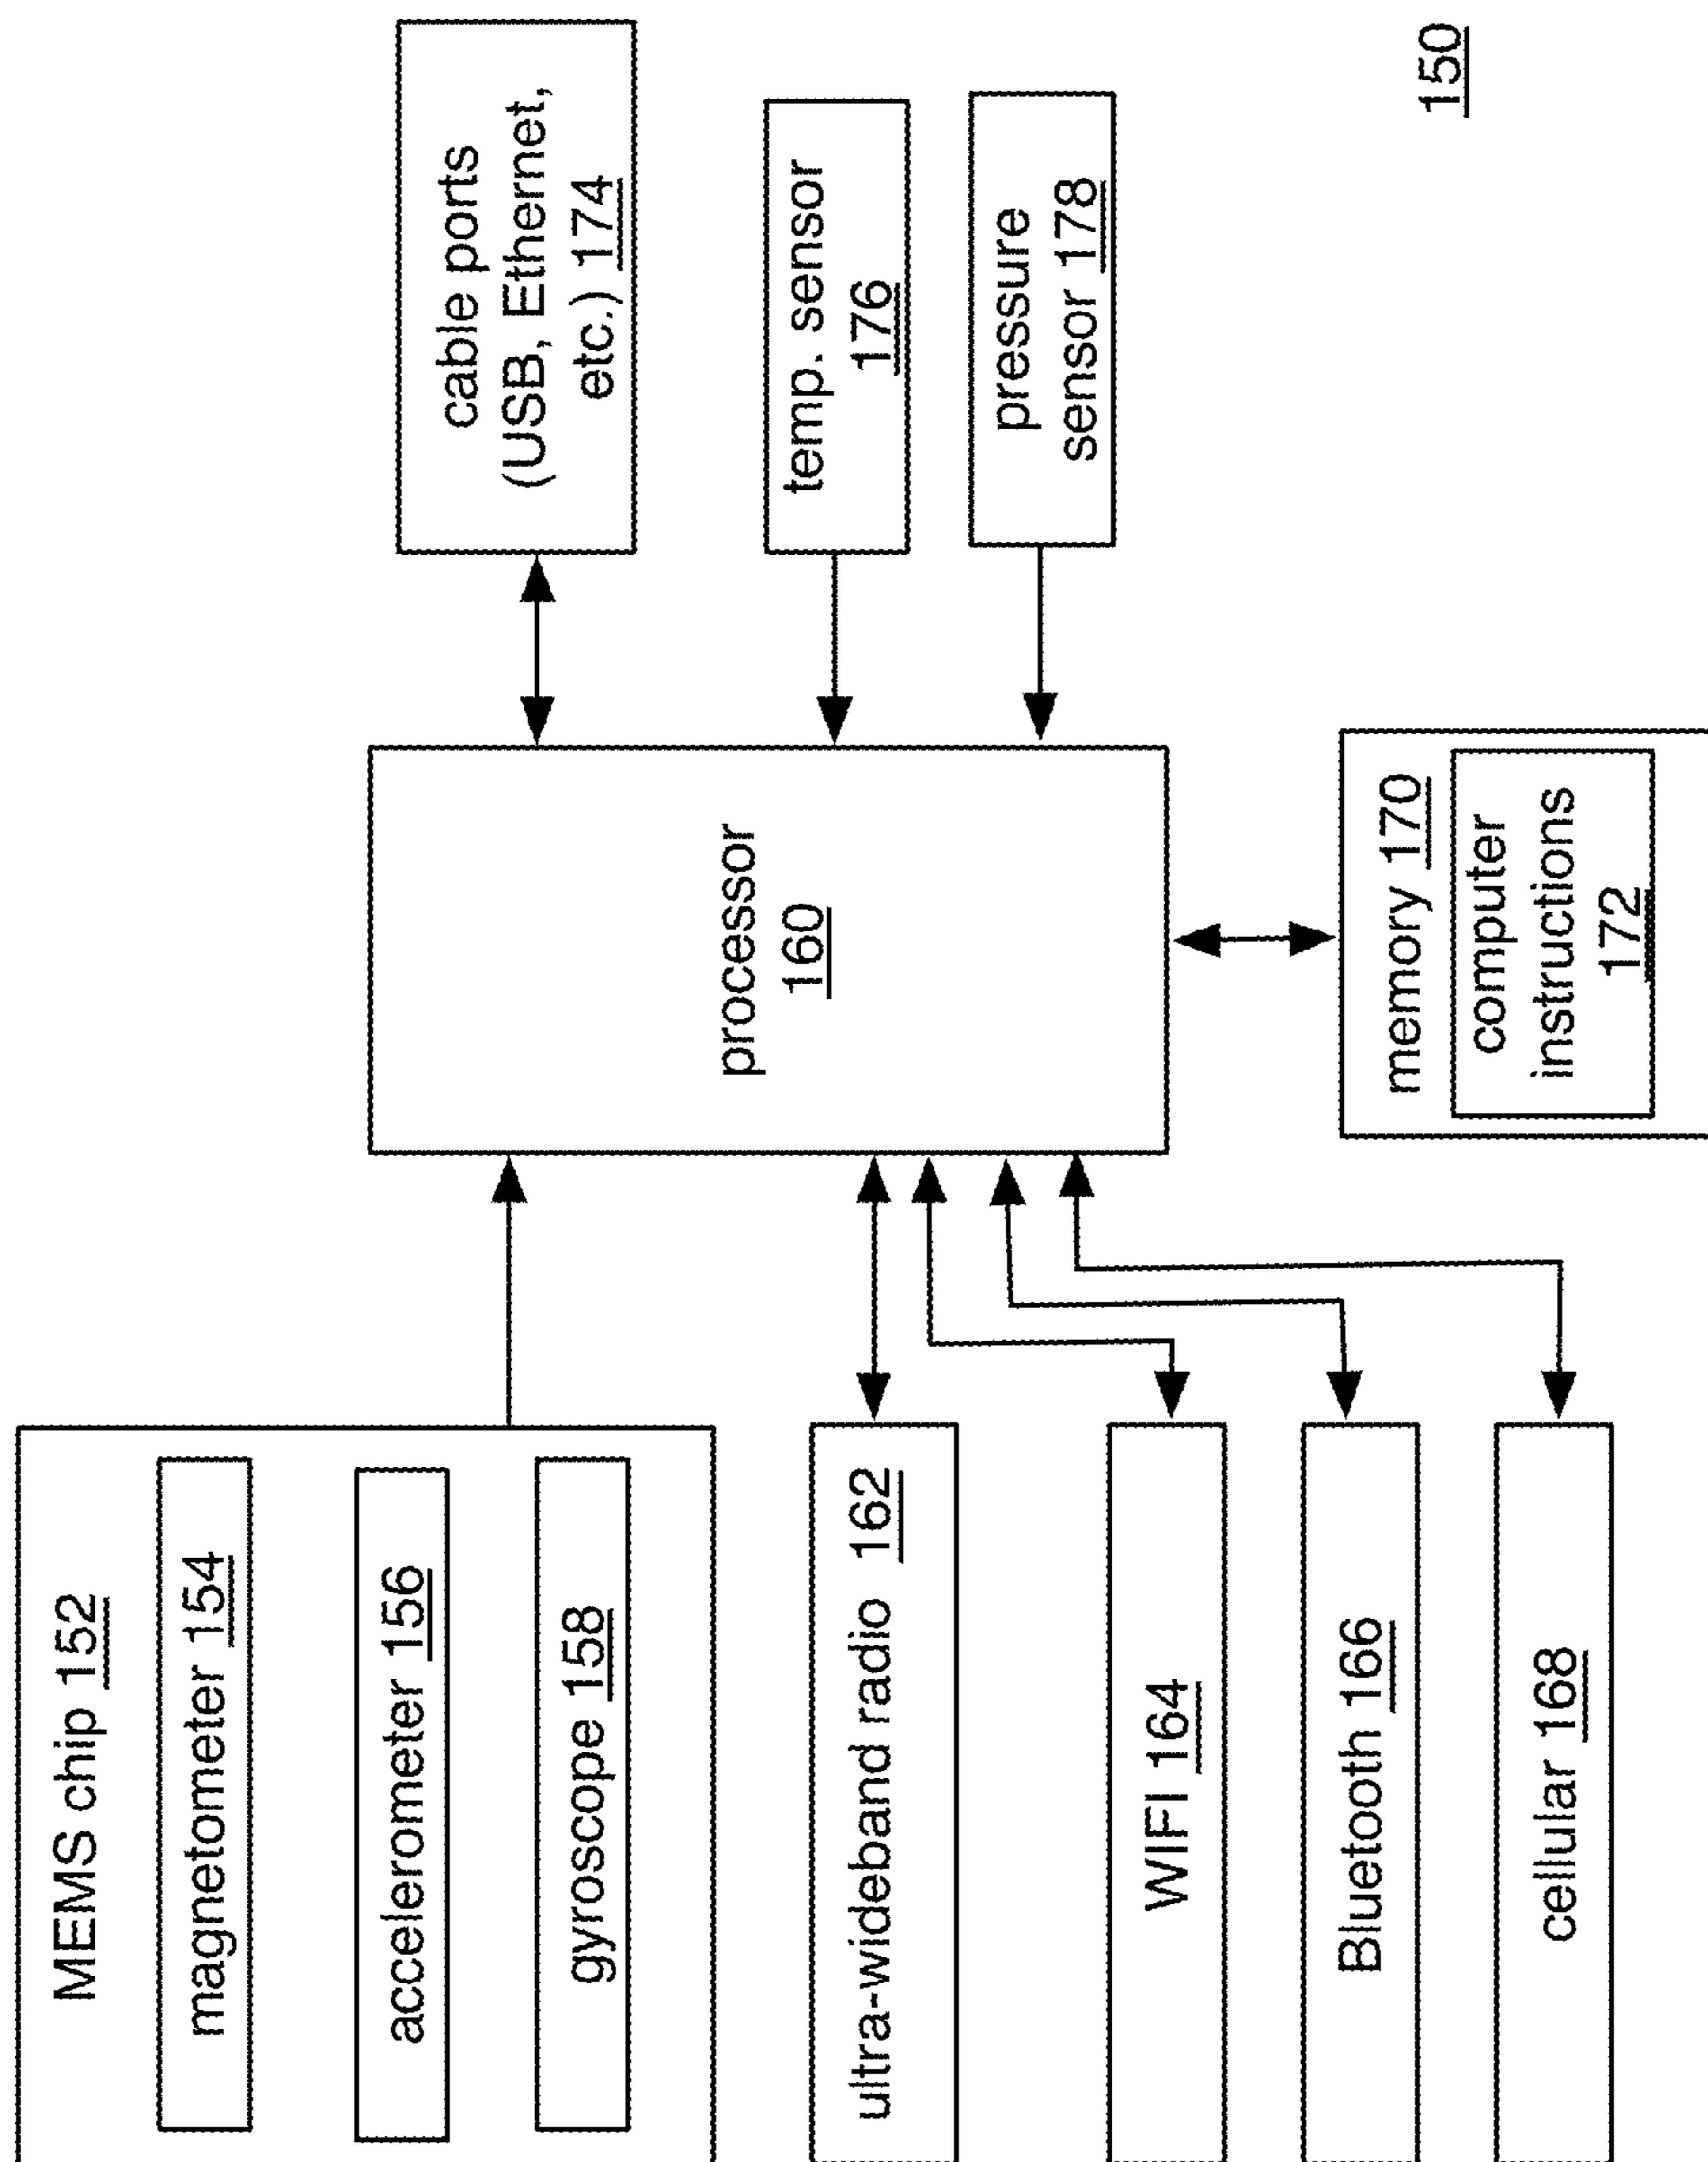 MEMS chip 152
magnetometer 154
accelerometer 156
gyroscope 158
ultra-wideband radio 162
WIFI 164
Bluetooth 166
cellular 168
processor
160
memory 170
computer
instructions
172
cable ports
(USB, Ethernet,
etc.) 174
temp. sensor
176
pressure
sensor 178
150